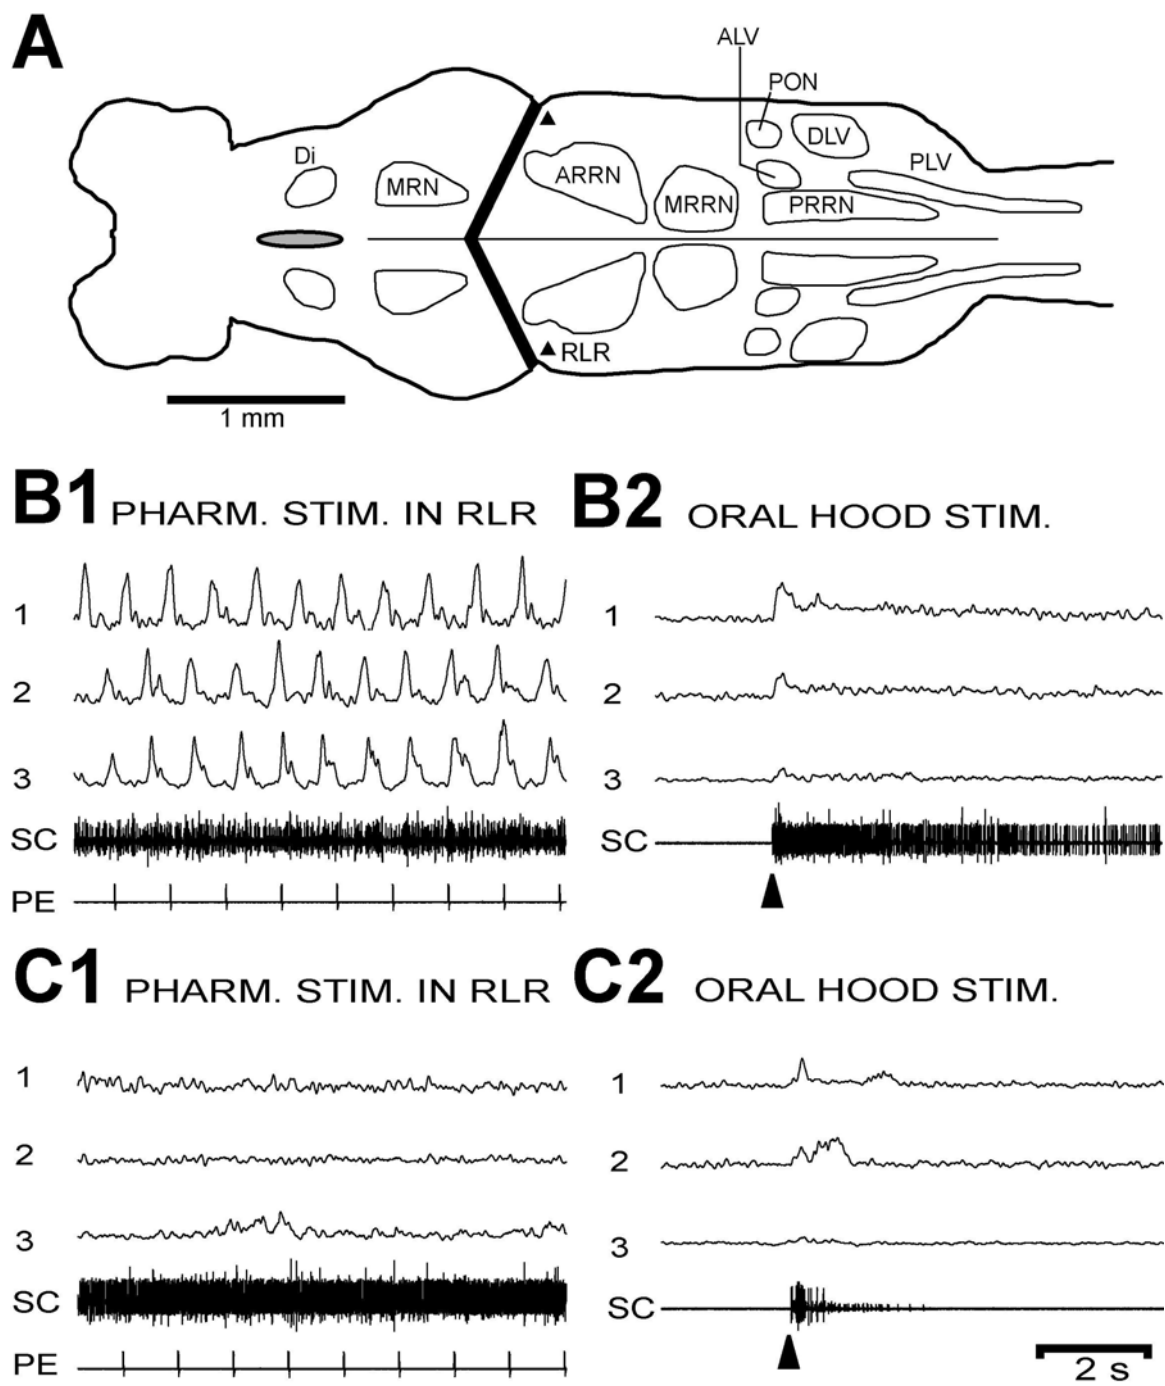 A
ALV
PON
DLV
Di
PLV
MRN
ARRN
MRRN
PRRN
RLR
1 mm
B1 PHARM. STIM. IN RLR
1
2
3
SC
PE
B2 ORAL HOOD STIM.
1
2
3
SC
C1 PHARM. STIM. IN RLR
1
2
3
SC
PE
C2 ORAL HOOD STIM.
1
2
3
SC
2 s